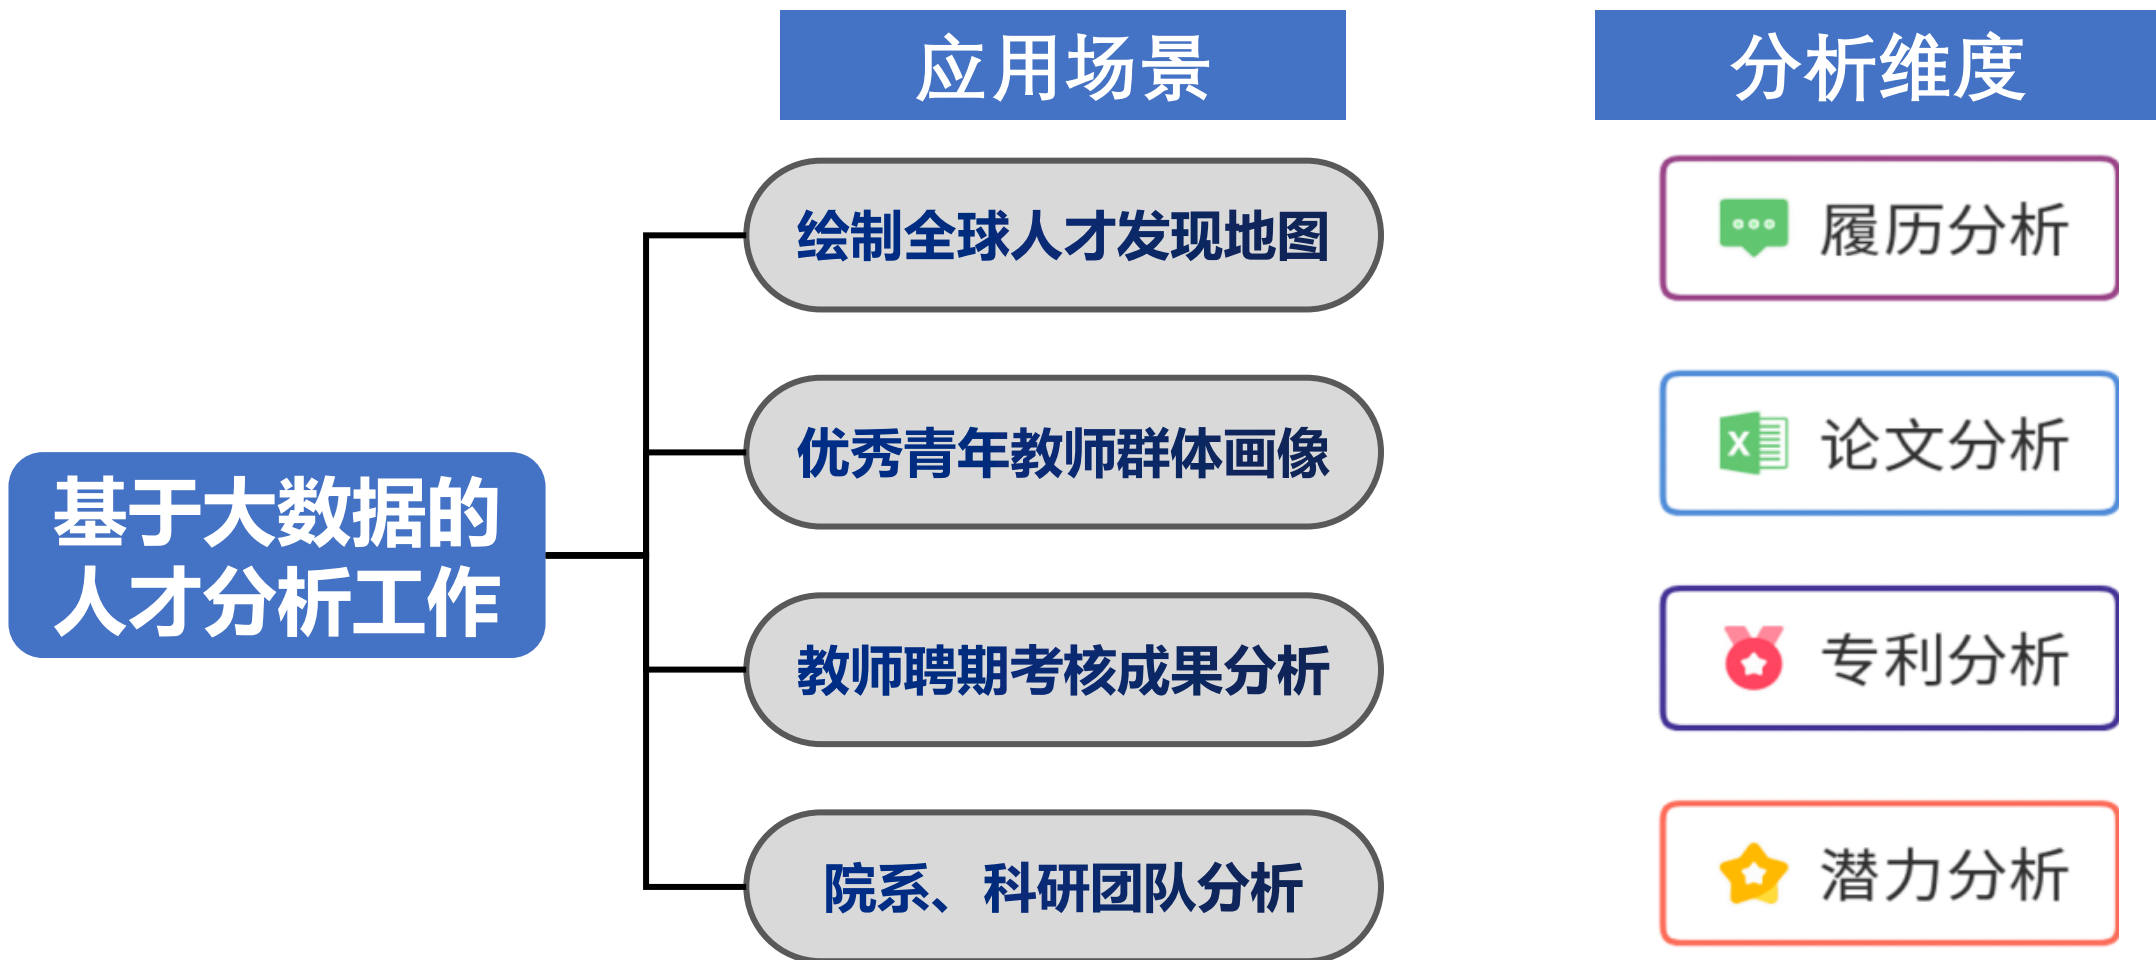 应用场景
分析维度
绘制全球人才发现地图
履历分析
优秀青年教师群体画像
论文分析
基于大数据的
人才分析工作
教师聘期考核成果分析
专利分析
院系、科研团队分析
潜力分析